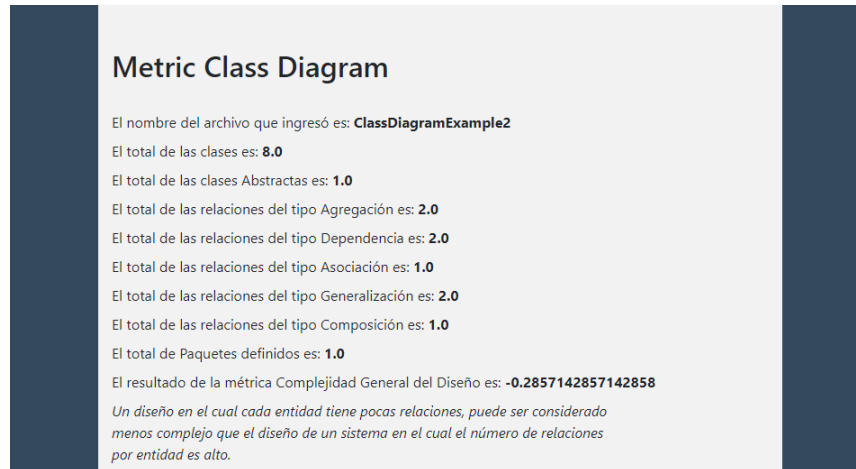 Metric Class Diagram
El nombre del archivo que ingresó es: ClassDiagramExample2
El total de las clases es: 8.0
El total de las clases Abstractas es: 1.0
El total de las relaciones del tipo Agregación es: 2.0
El total de las relaciones del tipo Dependencia es: 2.0
El total de las relaciones del tipo Asociación es: 1.0
El total de las relaciones del tipo Generalización es: 2.0
El total de las relaciones del tipo Composición es: 1.0
El total de Paquetes definidos es: 1.0
El resultado de la métrica Complejidad General del Diseño es: -0.2857142857142858
Un diseño en el cual cada entidad tiene pocas relaciones, puede ser considerado
menos complejo que el diseño de un sistema en el cual el número de relaciones
por entidad es alto.